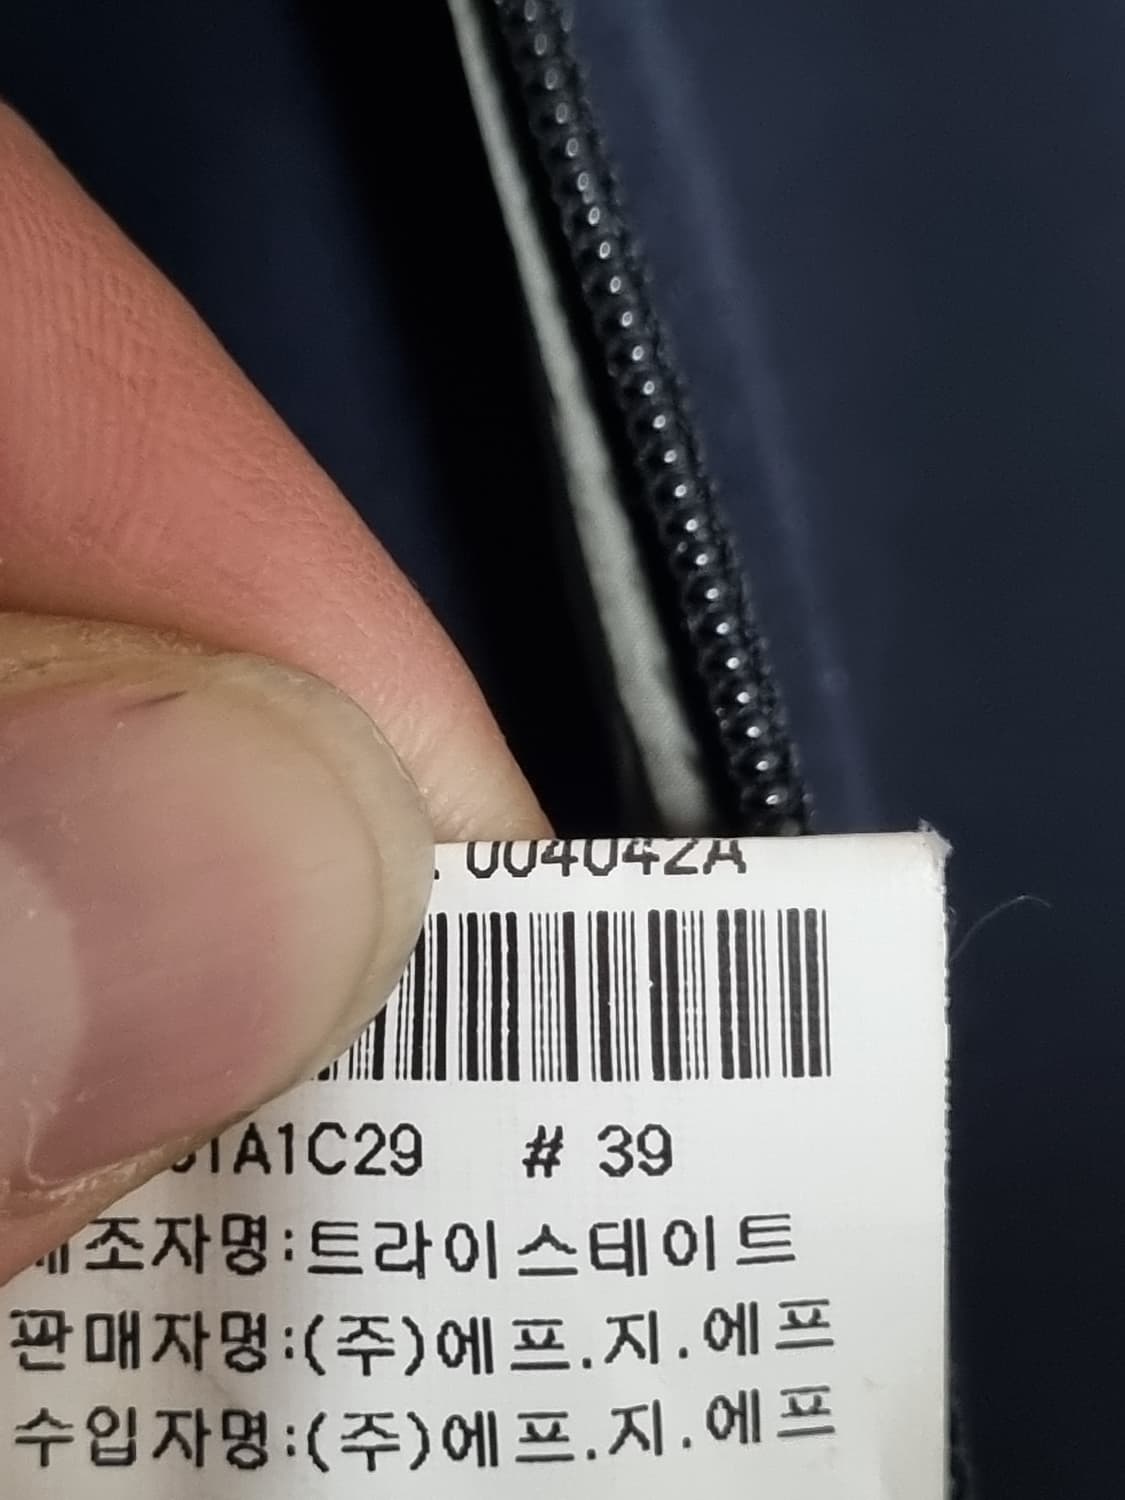 004042A
1A1C29 # 39
조자명:트라이스테이트
판매자명:(주)에프.지.에프
수입자명:(주)에프.지.에프